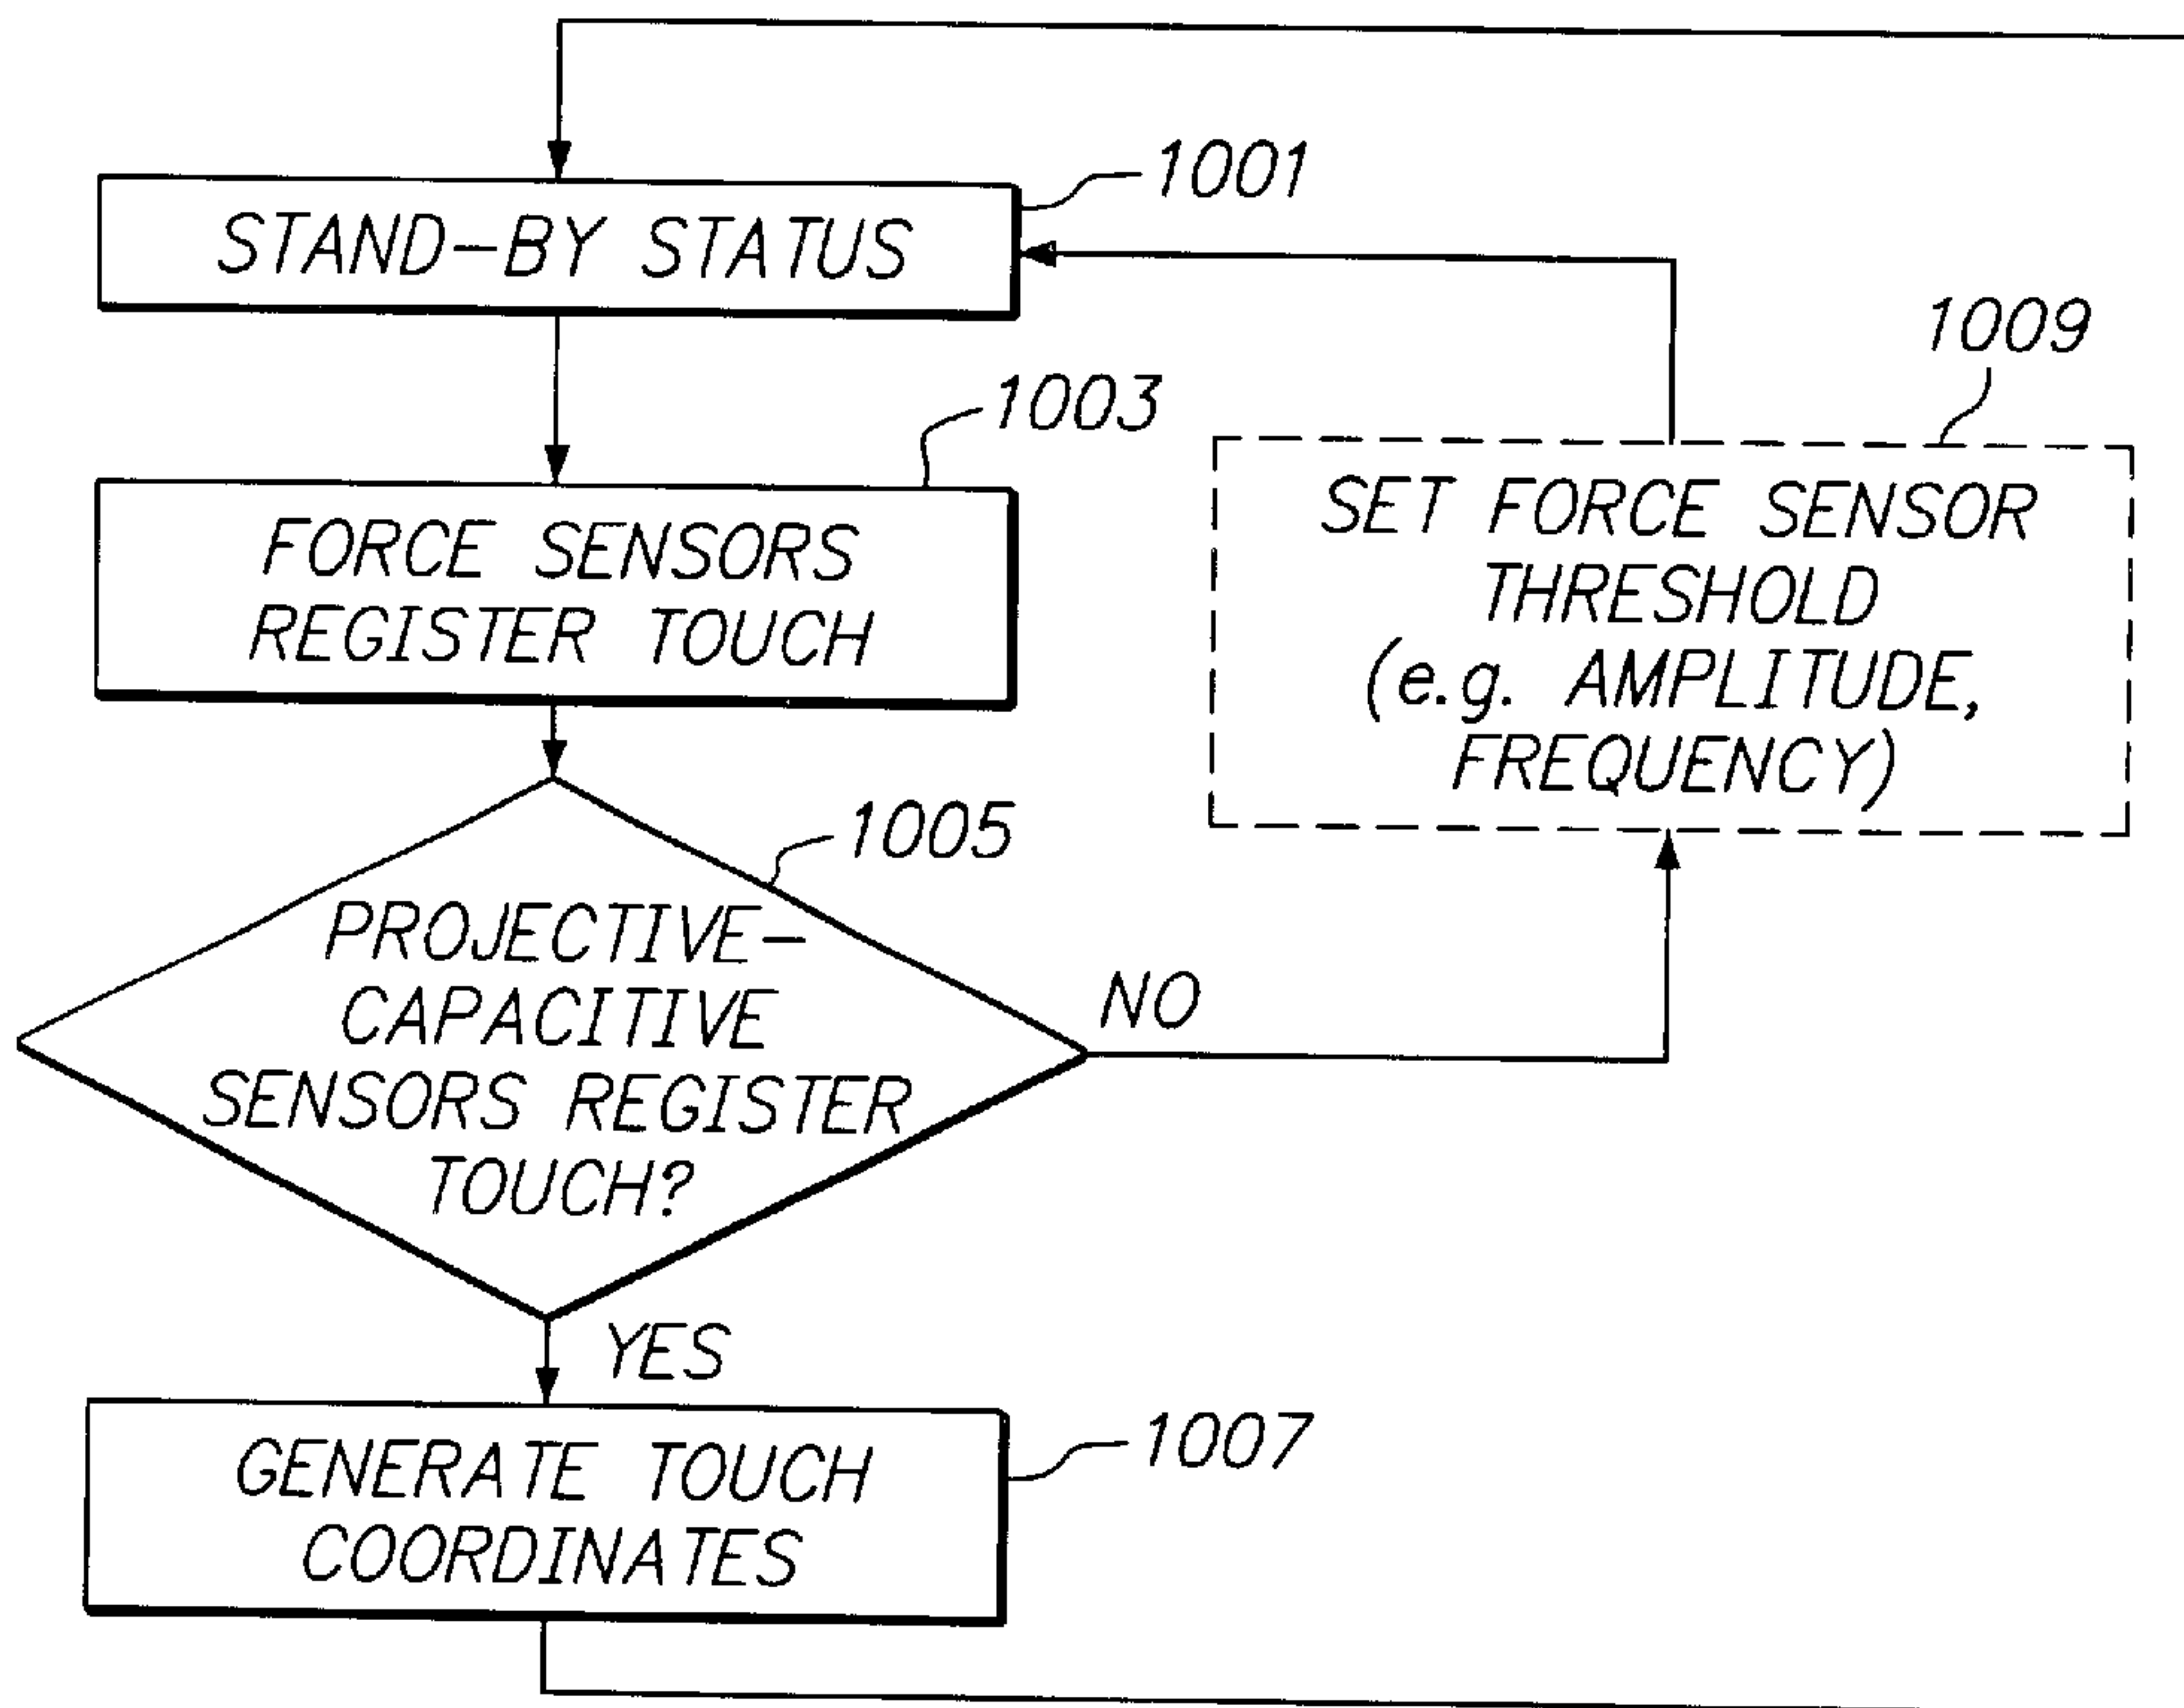 1001
STAND-BY STATUS
1009
1003
FORCE SENSORS
REGISTER TOUCH
SET FORCE SENSOR
THRESHOLD
(e.g. AMPLITUDE,
FREQUENCY)
1005
PROJECTIVE-
CAPACITIVE
SENSORS REGISTER
TOUCH?
NO
YES
1007
GENERATE TOUCH
COORDINATES